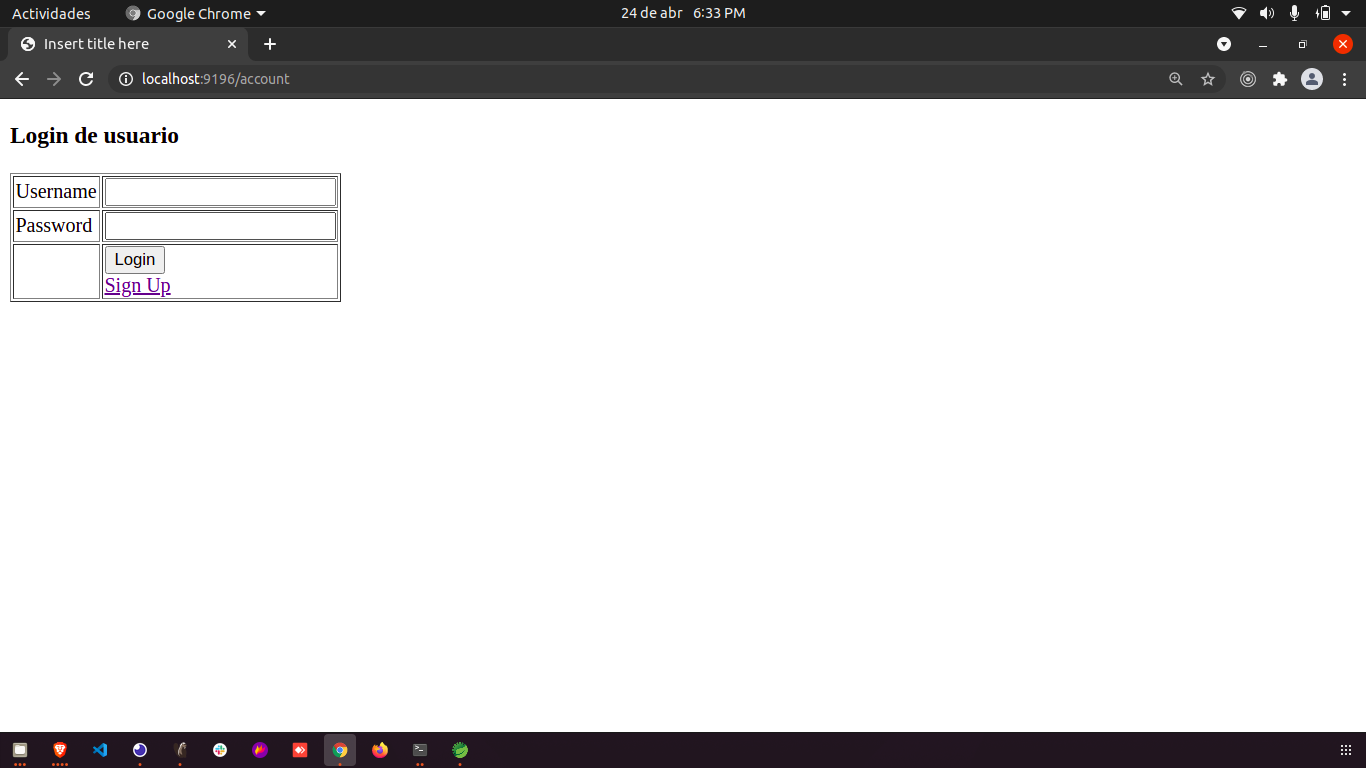 Actividades
Google Chrome
24 de abr 6:33 PM
Insert title here
localhost:9196/account
Login de usuario
Username
Password
Login
Sign Up